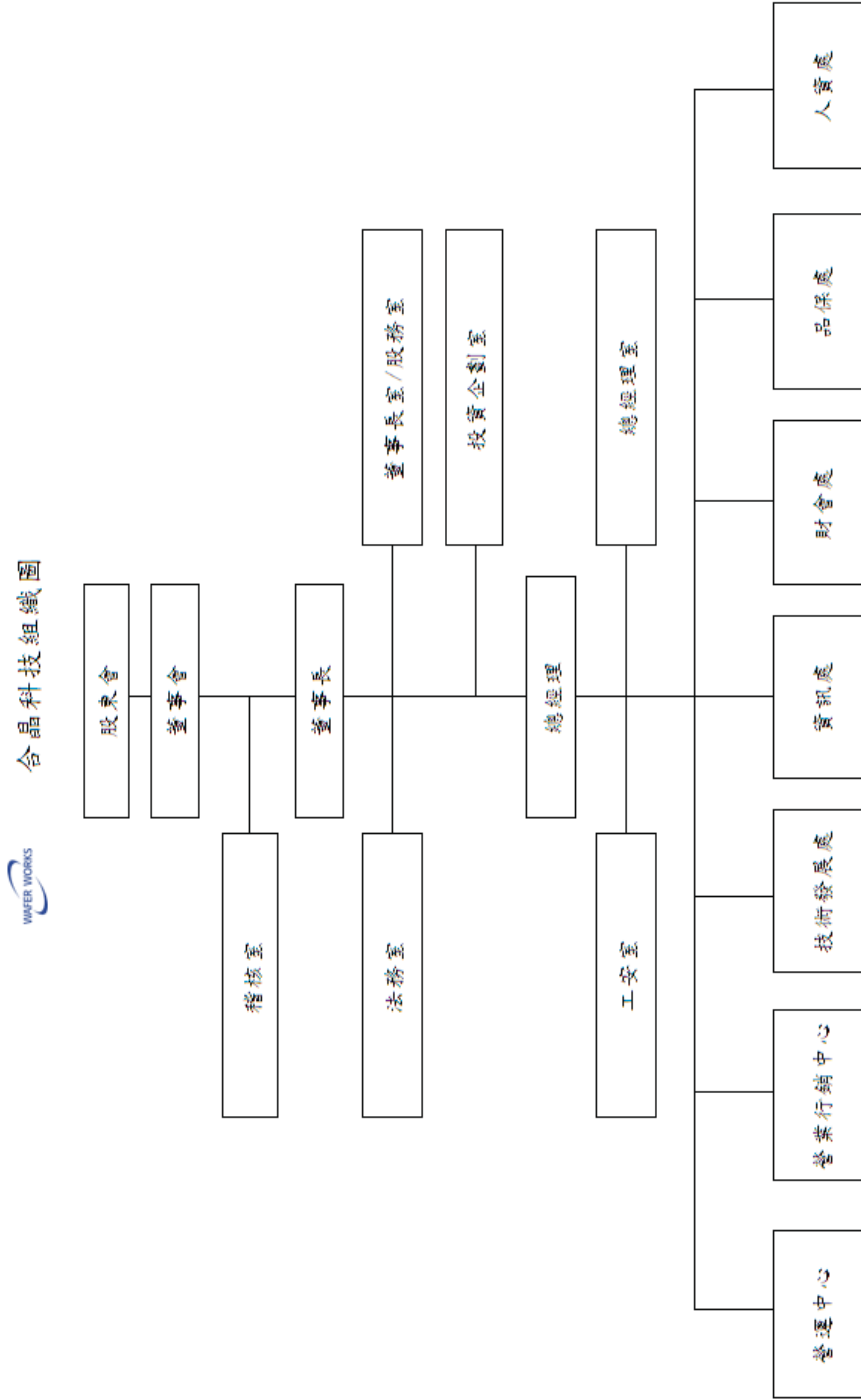 WAFER WORKS
合晶科技組織圖
股東會
董事會
稽核室
董事長
法務室
董事長室/股務室
投資企劃室
總經理
工安室
總經理室
營運中心
營業行銷中心
技術發展處
資訊處
財會處
品保處
人資處